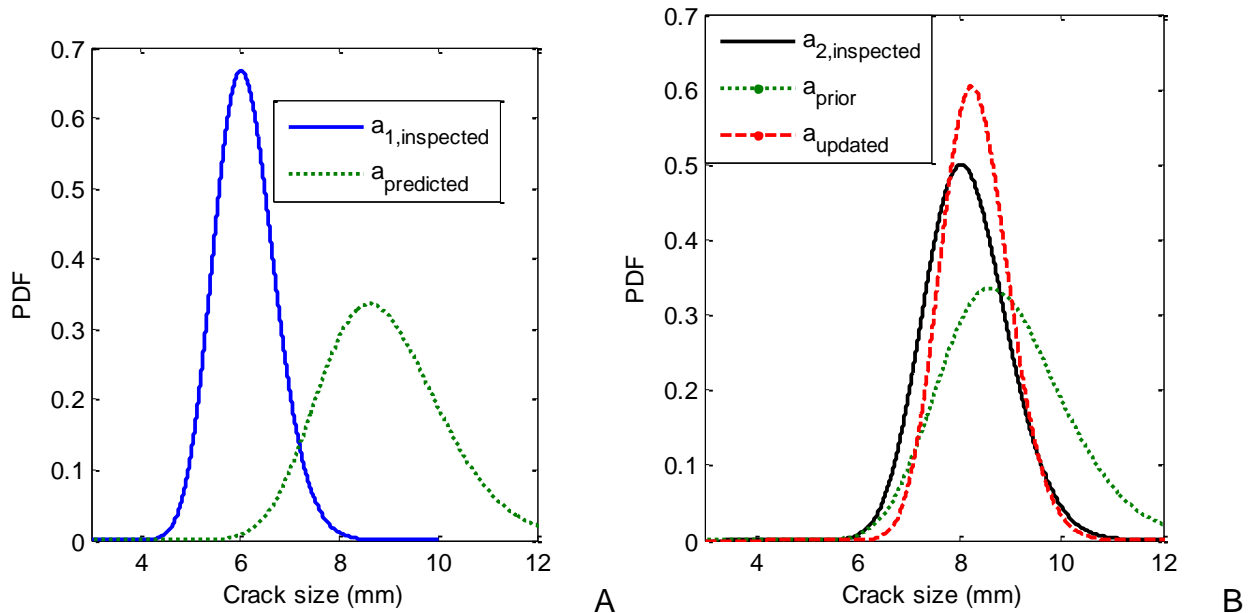 0.7
0.6
0.5
0.4
0.3
0.2
0.1
0
PDF
4
6
8
10
12
Crack size (mm)
a1,inspected
apredicted
A
0.7
0.6
0.5
0.4
0.3
0.2
0.1
0
PDF
4
6
8
10
12
Crack size (mm)
a2,inspected
aprior
aupdated
B